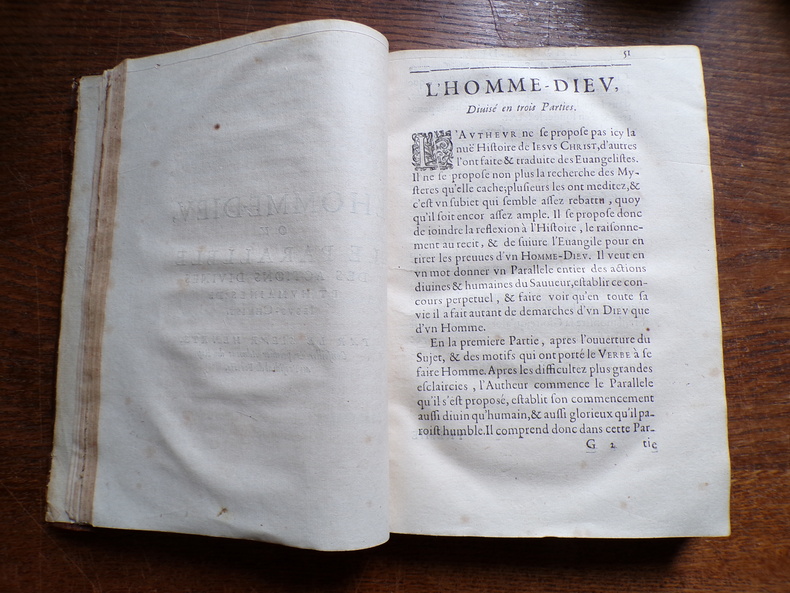 51
L'HOMME-DIEV,
Diuisé en trois Parties.
L'AVTHEVR ne se propose pas icy la
nuë Histoire de IESVS CHRIST, d'autres
l'ont faite & traduite des Euangelistes.
Il ne se propose non plus la recherche des My-
steres qu'elle cache; plusieurs les ont meditez, &
c'est vn subiet qui semble assez rebattu, quoy
qu'il soit encor assez ample. Il se propose donc
de ioindre la reflexion à l'Histoire, le raisonne-
ment au recit, & de suiure l'Euangile pour en
tirer les preuues d'vn HOMME-DIEV. Il veut en
vn mot donner vn Parallele entier des actions
diuines & humaines du Sauueur, establir ce con-
cours perpetuel, & faire voir qu'en toute sa
vie il a fait autant de demarches d'vn DIEV que
d'vn Homme.
En la premiere Partie, apres l'ouuerture du
Sujet, & des motifs qui ont porté le VERBE à se
faire Homme. Apres les difficultez plus grandes
esclaircies, l'Autheur commence le Parallele
qu'il s'est proposé, establit son commencement
aussi diuin qu'humain, & aussi glorieux qu'il pa-
roist humble. Il comprend donc dans cette Par-
G 2 tie